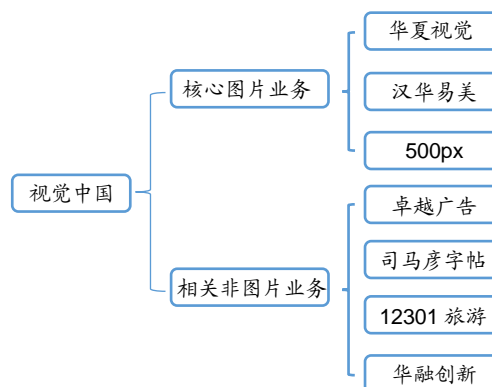 视觉中国
核心图片业务
华夏视觉
汉华易美
500px
相关非图片业务
卓越广告
司马彦字帖
12301 旅游
华融创新